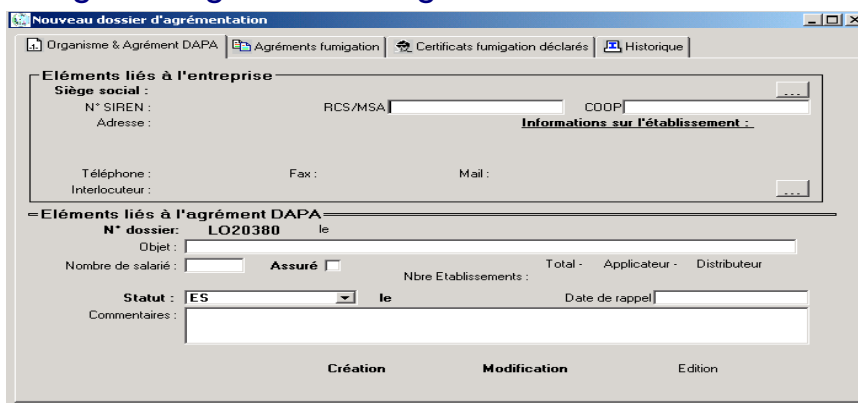 Nouveau dossier d'agrémentation
Organisme & Agrément DAPA Agréments fumigation Certificats fumigation déclarés Historique
Eléments liés à l'entreprise
Siège social : ...
N° SIREN : RCS/MSA COOP
Adresse : Informations sur l'établissement :
Téléphone : Fax : Mail :
Interlocuteur : ...
Eléments liés à l'agrément DAPA
N° dossier: LO20380 le
Objet :
Nombre de salarié : Assuré Nbre Etablissements : Total - Applicateur - Distributeur
Statut : ES le Date de rappel
Commentaires :
Création Modification Edition